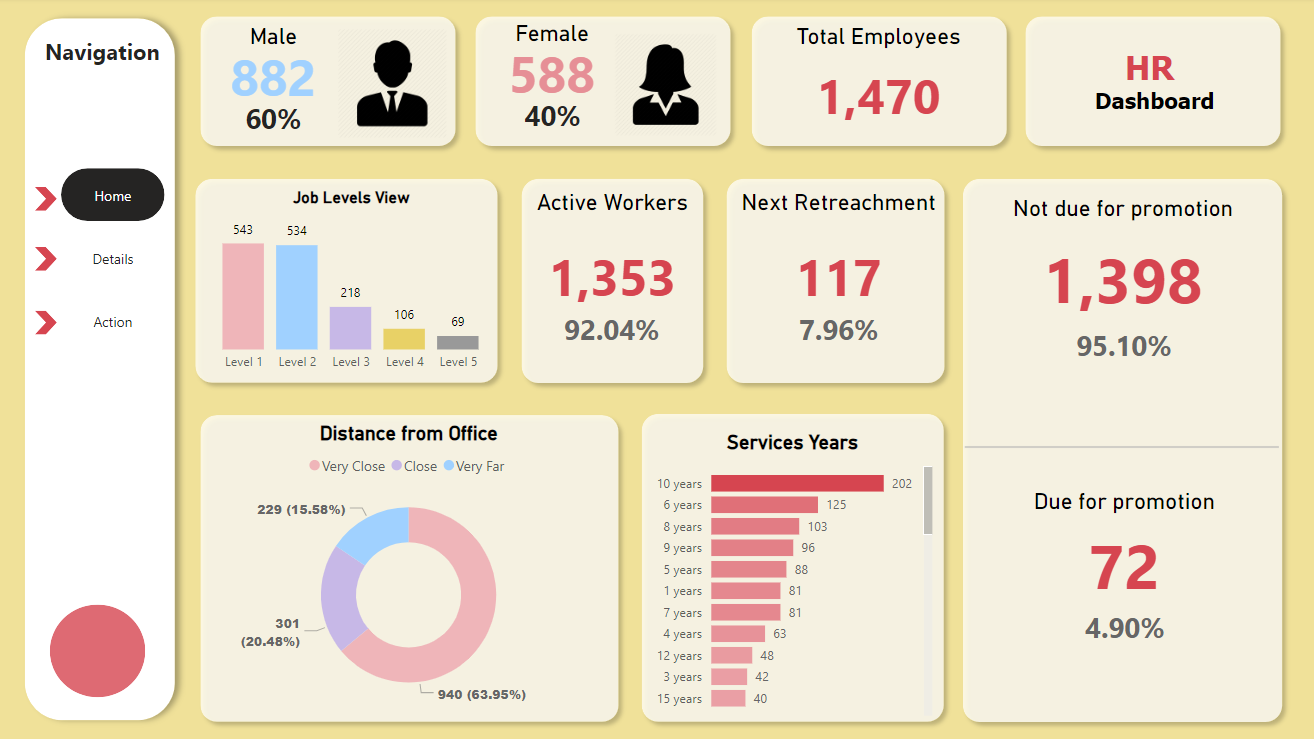 Navigation
Home
Details
Action
Male
882
60%
Female
588
40%
Total Employees
1,470
HR
Dashboard
Job Levels View
543
534
218
106
69
Level 1
Level 2
Level 3
Level 4
Level 5
Active Workers
1,353
92.04%
Next Retreachment
117
7.96%
Not due for promotion
1,398
95.10%
Due for promotion
72
4.90%
Distance from Office
Very Close Close Very Far
229 (15.58%)
301
(20.48%)
940 (63.95%)
Services Years
10 years 202
6 years 125
8 years 103
9 years 96
5 years 88
1 years 81
7 years 81
4 years 63
12 years 48
3 years 42
15 years 40